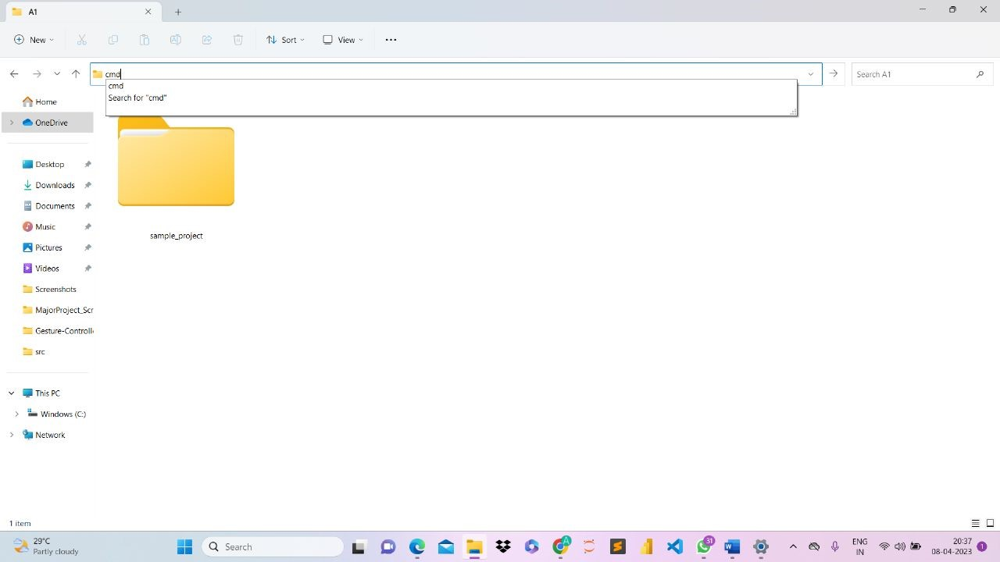 A1
New
Sort
View
cmd
Search A1
cmd
Search for "cmd"
Home
OneDrive
Desktop
Downloads
Documents
Music
Pictures
Videos
Screenshots
MajorProject_Scr
Gesture-Controll
src
This PC
Windows (C:)
Network
sample_project
1 item
29°C
Partly cloudy
Search
A
31
W
ENG
IN
20:36
08-04-2023
1